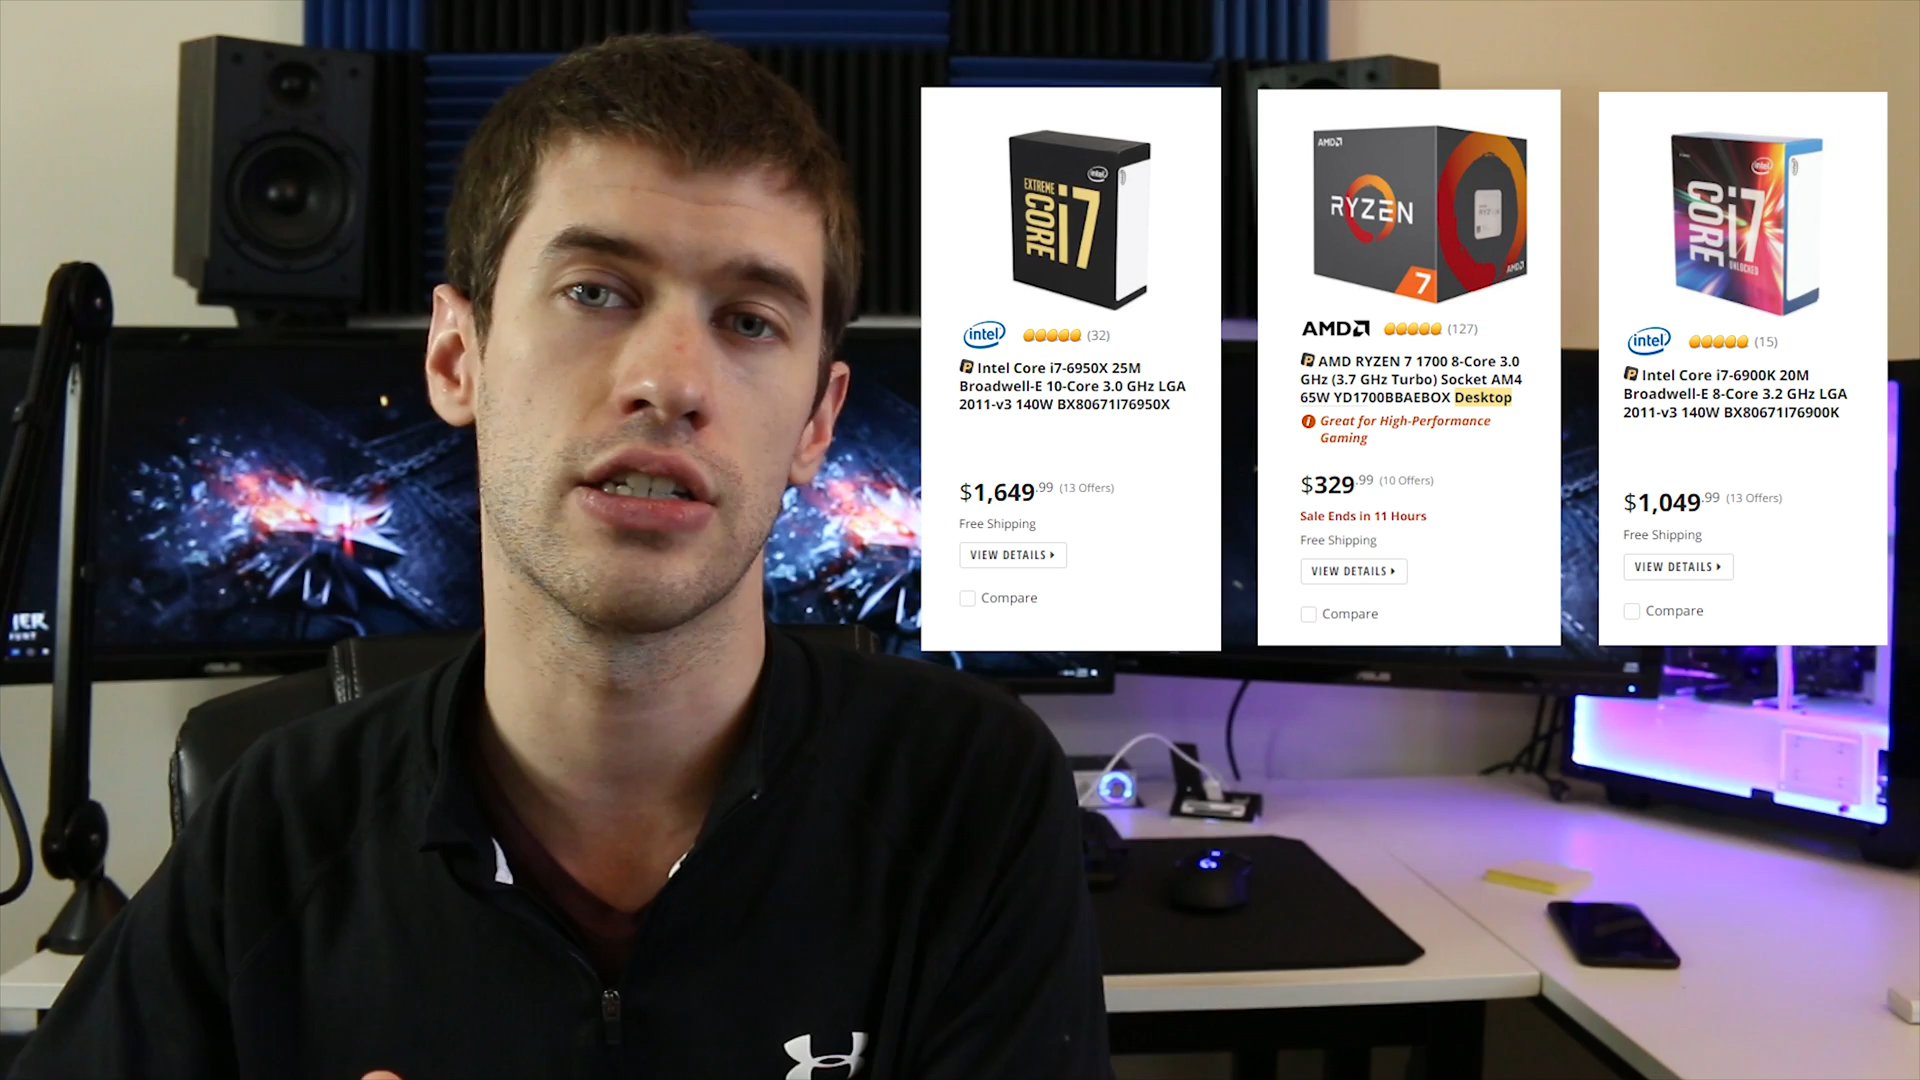 intel
EXTREME
CORE
i7
intel (32)
Intel Core i7-6950X 25M
Broadwell-E 10-Core 3.0 GHz LGA
2011-v3 140W BX80671I76950X
$1,649.99 (13 Offers)
Free Shipping
VIEW DETAILS
Compare
AMD
RYZEN
7
AMD
AMD (127)
AMD RYZEN 7 1700 8-Core 3.0
GHz (3.7 GHz Turbo) Socket AM4
65W YD1700BBAEBOX Desktop
Great for High-Performance
Gaming
$329.99 (10 Offers)
Sale Ends in 11 Hours
Free Shipping
VIEW DETAILS
Compare
intel
CORE
i7
UNLOCKED
intel (15)
Intel Core i7-6900K 20M
Broadwell-E 8-Core 3.2 GHz LGA
2011-v3 140W BX80671I76900K
$1,049.99 (13 Offers)
Free Shipping
VIEW DETAILS
Compare
ASUS